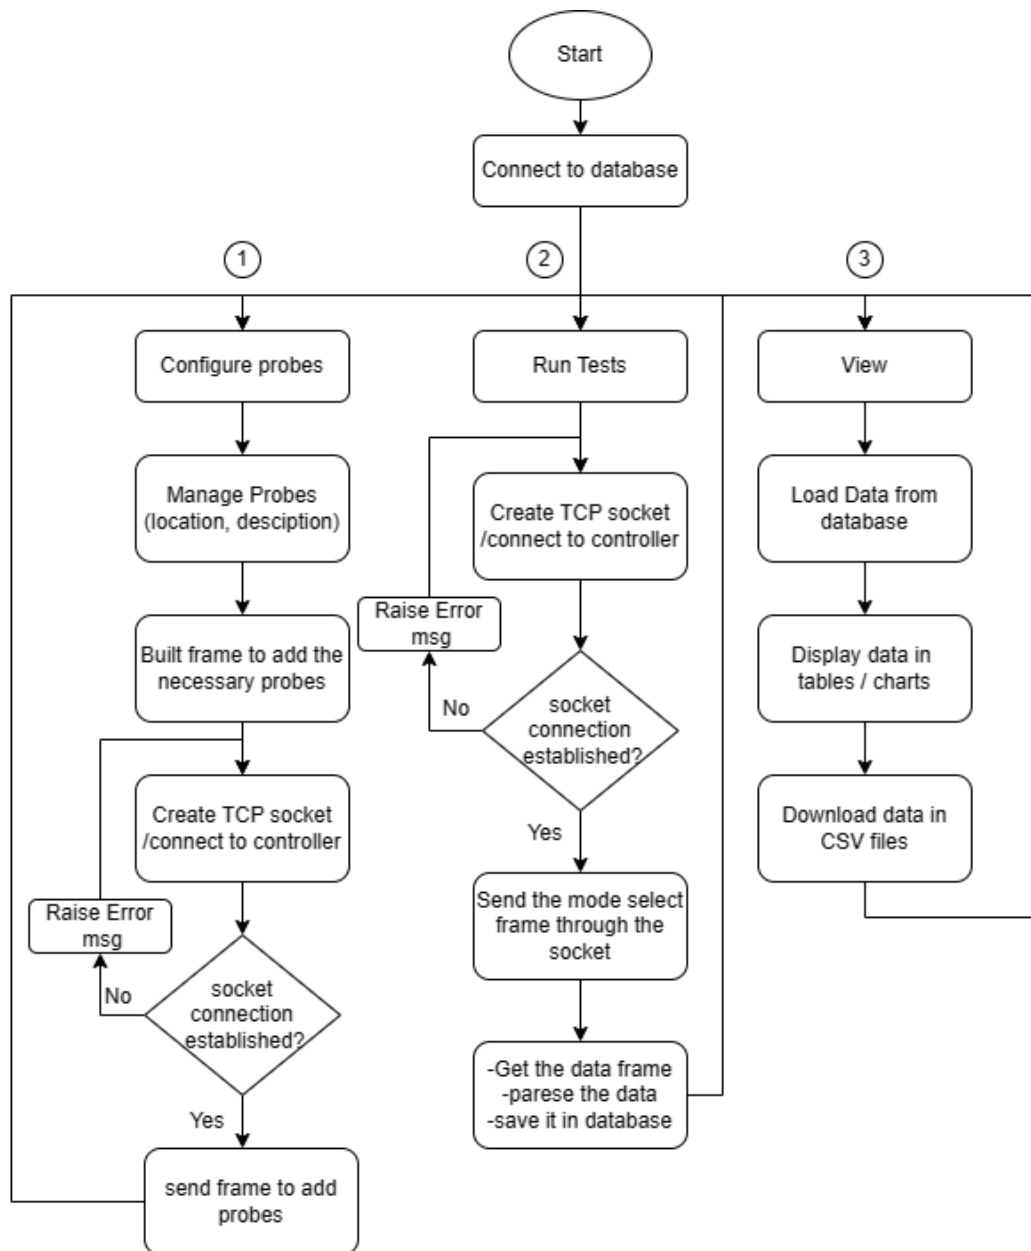 Start
Connect to database
1
2
3
Configure probes
Run Tests
View
Manage Probes
(location, desciption)
Create TCP socket
/connect to controller
Load Data from
database
Raise Error
msg
Built frame to add the
necessary probes
Display data in
tables / charts
No
socket
connection
established?
Create TCP socket
/connect to controller
Yes
Download data in
CSV files
Raise Error
msg
Send the mode select
frame through the
socket
No
socket
connection
established?
-Get the data frame
-parese the data
-save it in database
Yes
send frame to add
probes